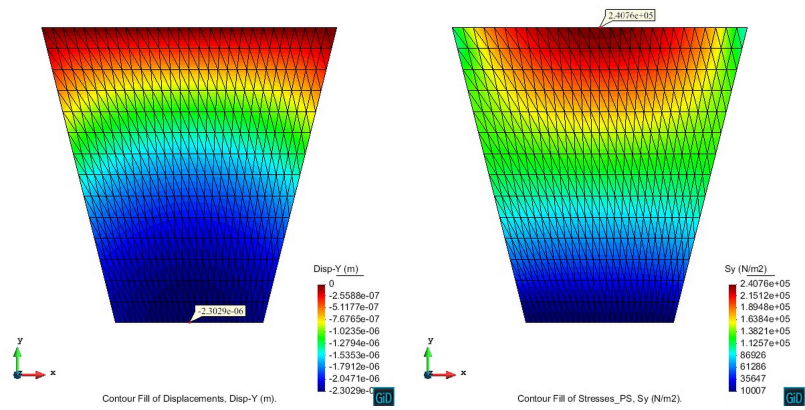 2.4076e+05
-2.3029e-06
Disp-Y (m)
0
-2.5588e-07
-5.1177e-07
-7.6765e-07
-1.0235e-06
-1.2794e-06
-1.5353e-06
-1.7912e-06
-2.0471e-06
-2.3029e-06
y
x
Contour Fill of Displacements, Disp-Y (m).
GiD
Sy (N/m2)
2.4076e+05
2.1512e+05
1.8948e+05
1.6384e+05
1.3821e+05
1.1257e+05
86926
61286
35647
10007
y
x
Contour Fill of Stresses_PS, Sy (N/m2).
GiD